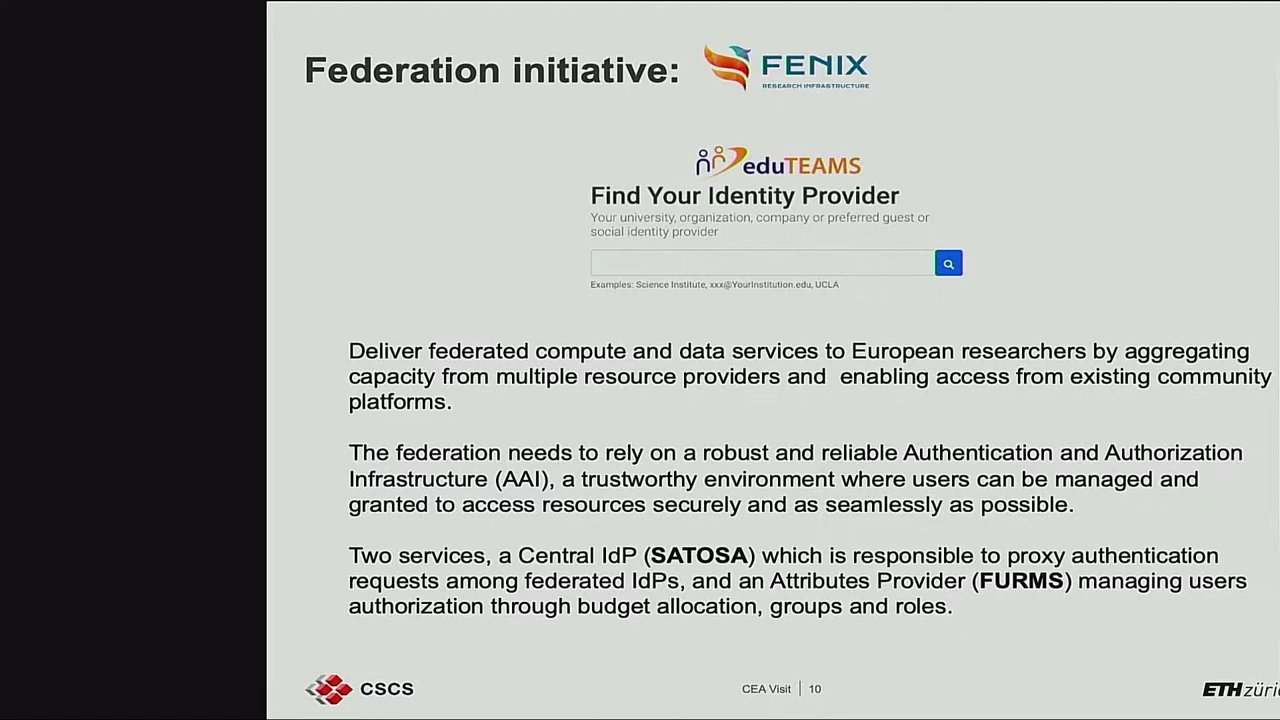 Federation initiative:
FENIX
RESEARCH INFRASTRUCTURE
eduTEAMS
Find Your Identity Provider
Your university, organization, company or preferred guest or
social identity provider
Examples: Science Institute, xxx@YourInstitution.edu, UCLA
Deliver federated compute and data services to European researchers by aggregating
capacity from multiple resource providers and enabling access from existing community
platforms.
The federation needs to rely on a robust and reliable Authentication and Authorization
Infrastructure (AAI), a trustworthy environment where users can be managed and
granted to access resources securely and as seamlessly as possible.
Two services, a Central IdP (SATOSA) which is responsible to proxy authentication
requests among federated IdPs, and an Attributes Provider (FURMS) managing users
authorization through budget allocation, groups and roles.
CSCS
CEA Visit | 10
ETH züri